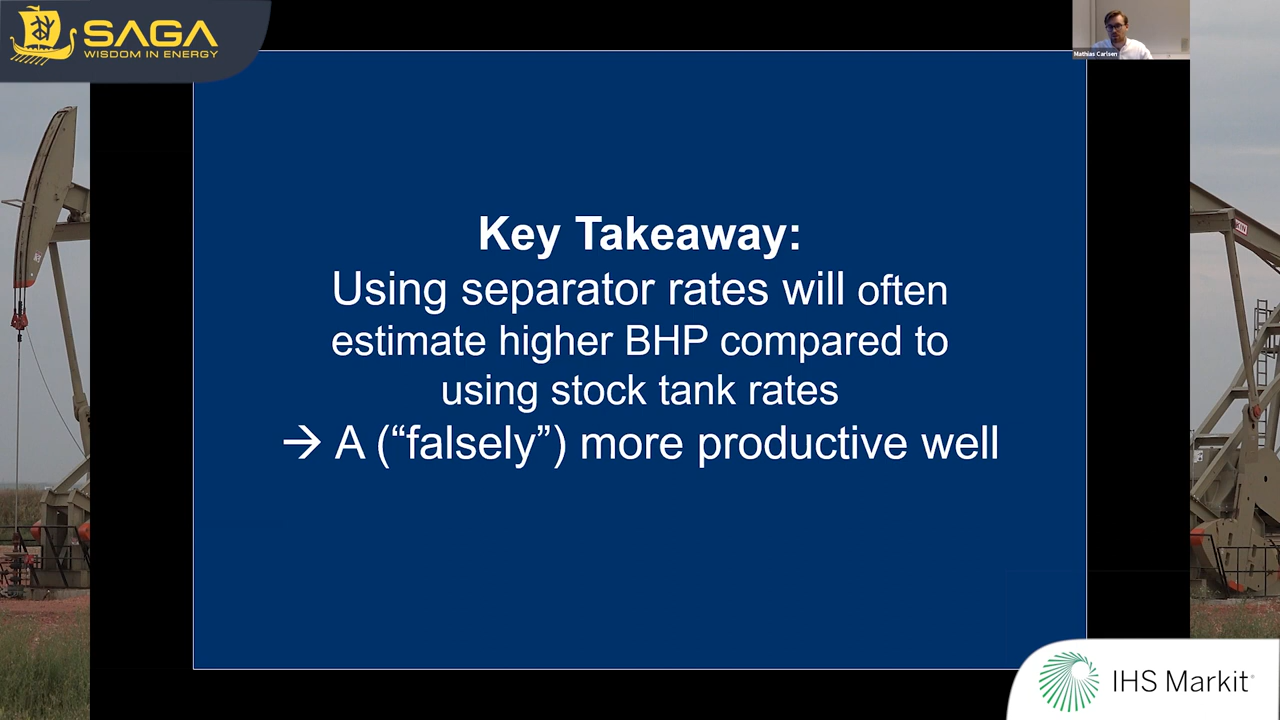 SAGA
WISDOM IN ENERGY
Mathias Carlsen
Key Takeaway:
Using separator rates will often
estimate higher BHP compared to
using stock tank rates
→ A (“falsely”) more productive well
IHS Markit®